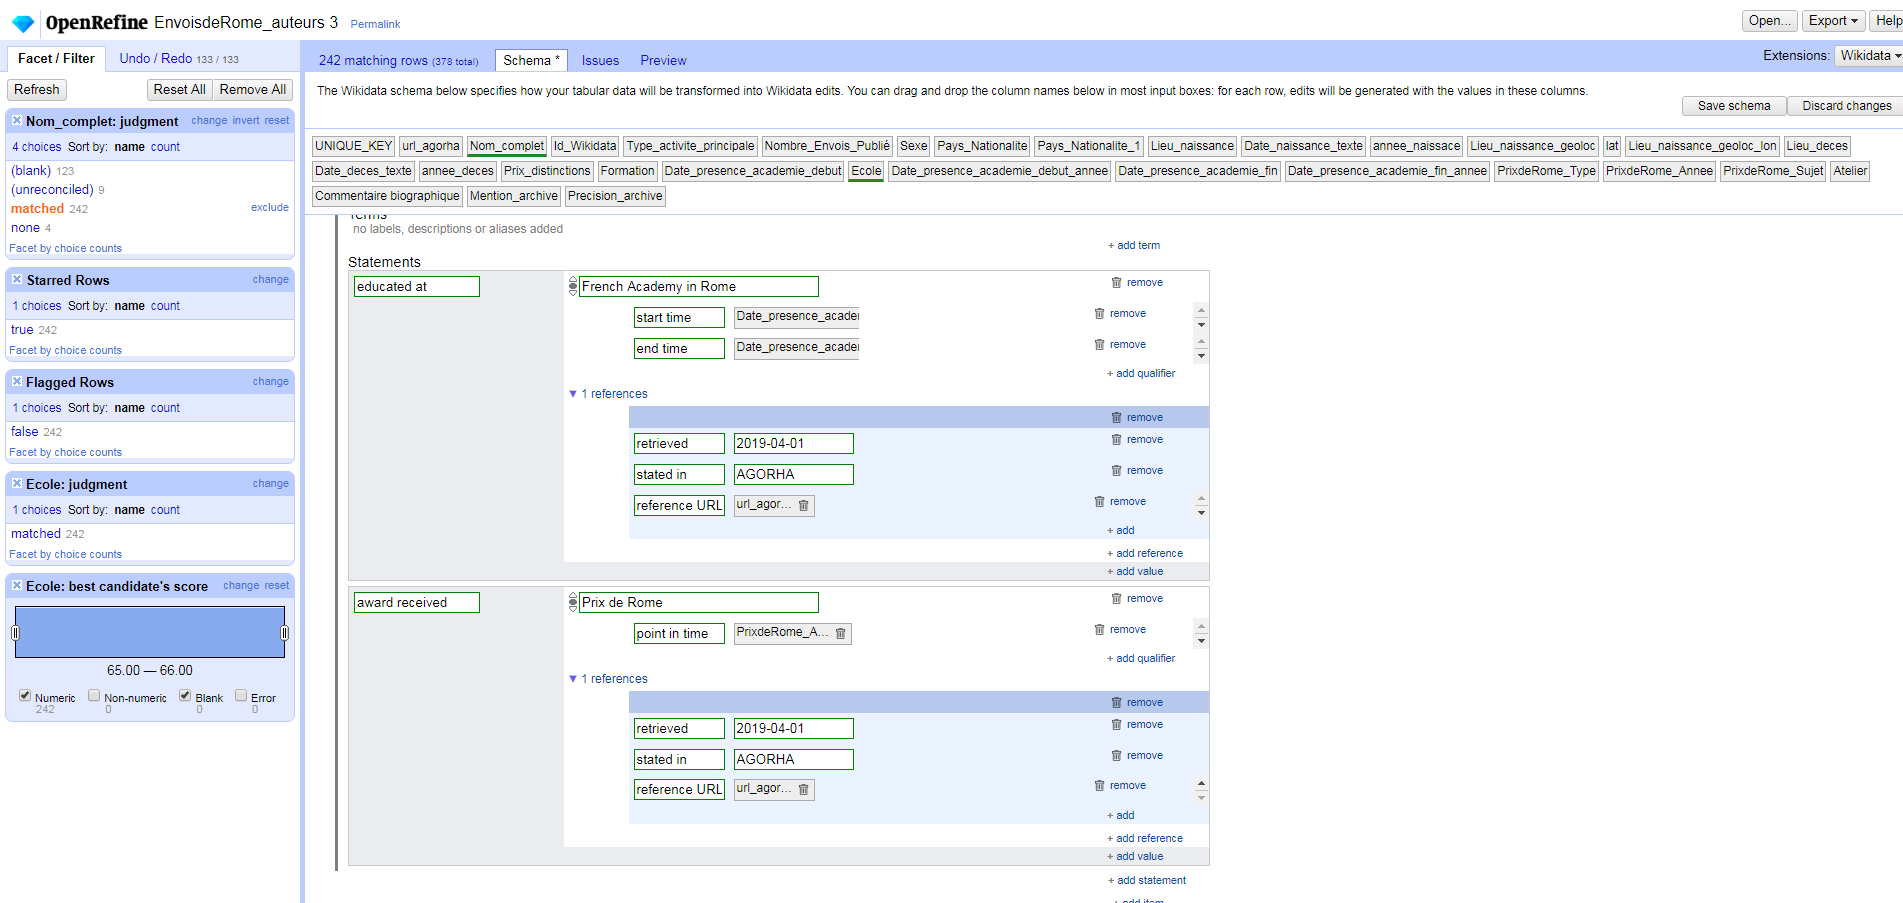 OpenRefine EnvoisdeRome_auteurs 3 Permalink
Open... Export Help
Facet / Filter Undo / Redo 133 / 133
Refresh Reset All Remove All
Nom_complet: judgment change invert reset
4 choices Sort by: name count
(blank) 123
(unreconciled) 9
matched 242 exclude
none 4
Facet by choice counts
Starred Rows change
1 choices Sort by: name count
true 242
Facet by choice counts
Flagged Rows change
1 choices Sort by: name count
false 242
Facet by choice counts
Ecole: judgment change
1 choices Sort by: name count
matched 242
Facet by choice counts
Ecole: best candidate's score change reset
65.00 — 66.00
Numeric Non-numeric Blank Error
242 0 0 0
242 matching rows (378 total) Schema * Issues Preview
Extensions: Wikidata
The Wikidata schema below specifies how your tabular data will be transformed into Wikidata edits. You can drag and drop the column names below in most input boxes: for each row, edits will be generated with the values in these columns.
Save schema Discard changes
UNIQUE_KEY url_agorha Nom_complet Id_Wikidata Type_activite_principale Nombre_Envois_Publié Sexe Pays_Nationalite Pays_Nationalite_1 Lieu_naissance Date_naissance_texte annee_naissace Lieu_naissance_geoloc lat Lieu_naissance_geoloc_lon Lieu_deces
Date_deces_texte annee_deces Prix_distinctions Formation Date_presence_academie_debut Ecole Date_presence_academie_debut_annee Date_presence_academie_fin Date_presence_academie_fin_annee PrixdeRome_Type PrixdeRome_Annee PrixdeRome_Sujet Atelier
Commentaire biographique Mention_archive Precision_archive
Terms
no labels, descriptions or aliases added
+ add term
Statements
educated at French Academy in Rome remove
start time Date_presence_acade remove
end time Date_presence_acade remove
+ add qualifier
1 references
remove
retrieved 2019-04-01 remove
stated in AGORHA remove
reference URL url_agor... remove
+ add
+ add reference
+ add value
award received Prix de Rome remove
point in time PrixdeRome_A... remove
+ add qualifier
1 references
remove
retrieved 2019-04-01 remove
stated in AGORHA remove
reference URL url_agor... remove
+ add
+ add reference
+ add value
+ add statement
+ add item